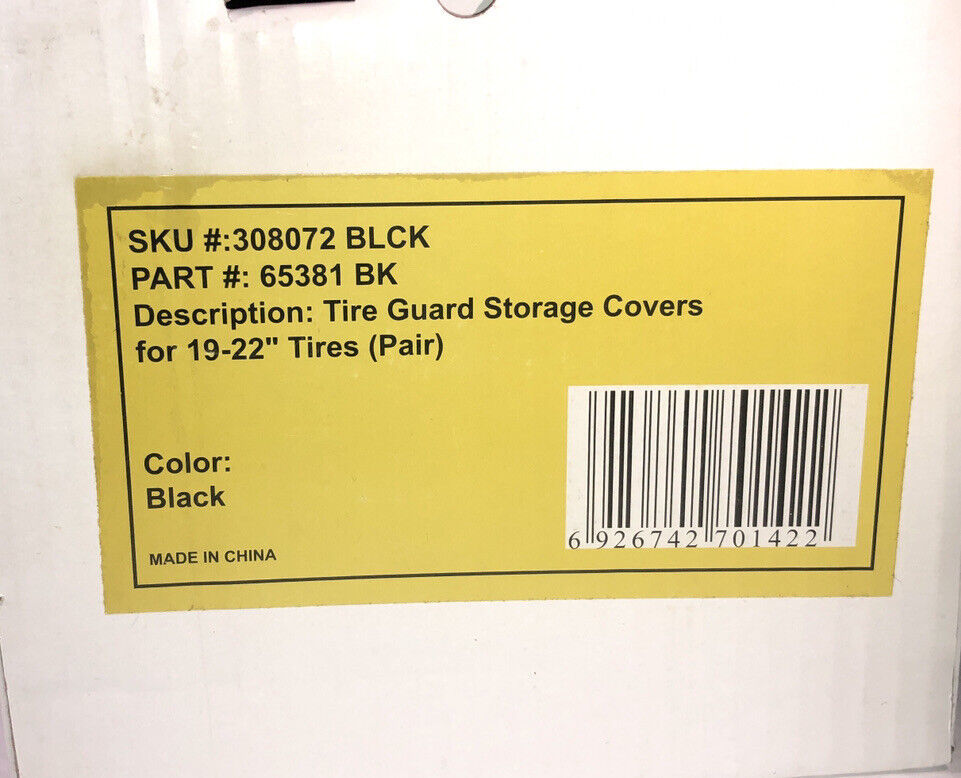 SKU #:308072 BLCK
PART #: 65381 BK
Description: Tire Guard Storage Covers
for 19-22" Tires (Pair)
Color:
Black
MADE IN CHINA
6 926742 701422